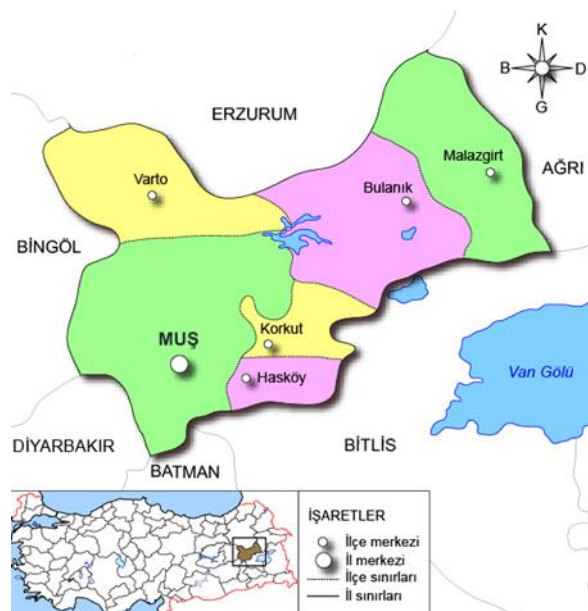 K
B
D
G
ERZURUM
Malazgirt
AĞRI
Varto
Bulanık
BİNGÖL
MUŞ
Korkut
Hasköy
Van Gölü
DİYARBAKIR
BATMAN
BİTLİS
İŞARETLER
İlçe merkezi
İl merkezi
İlçe sınırları
İl sınırları